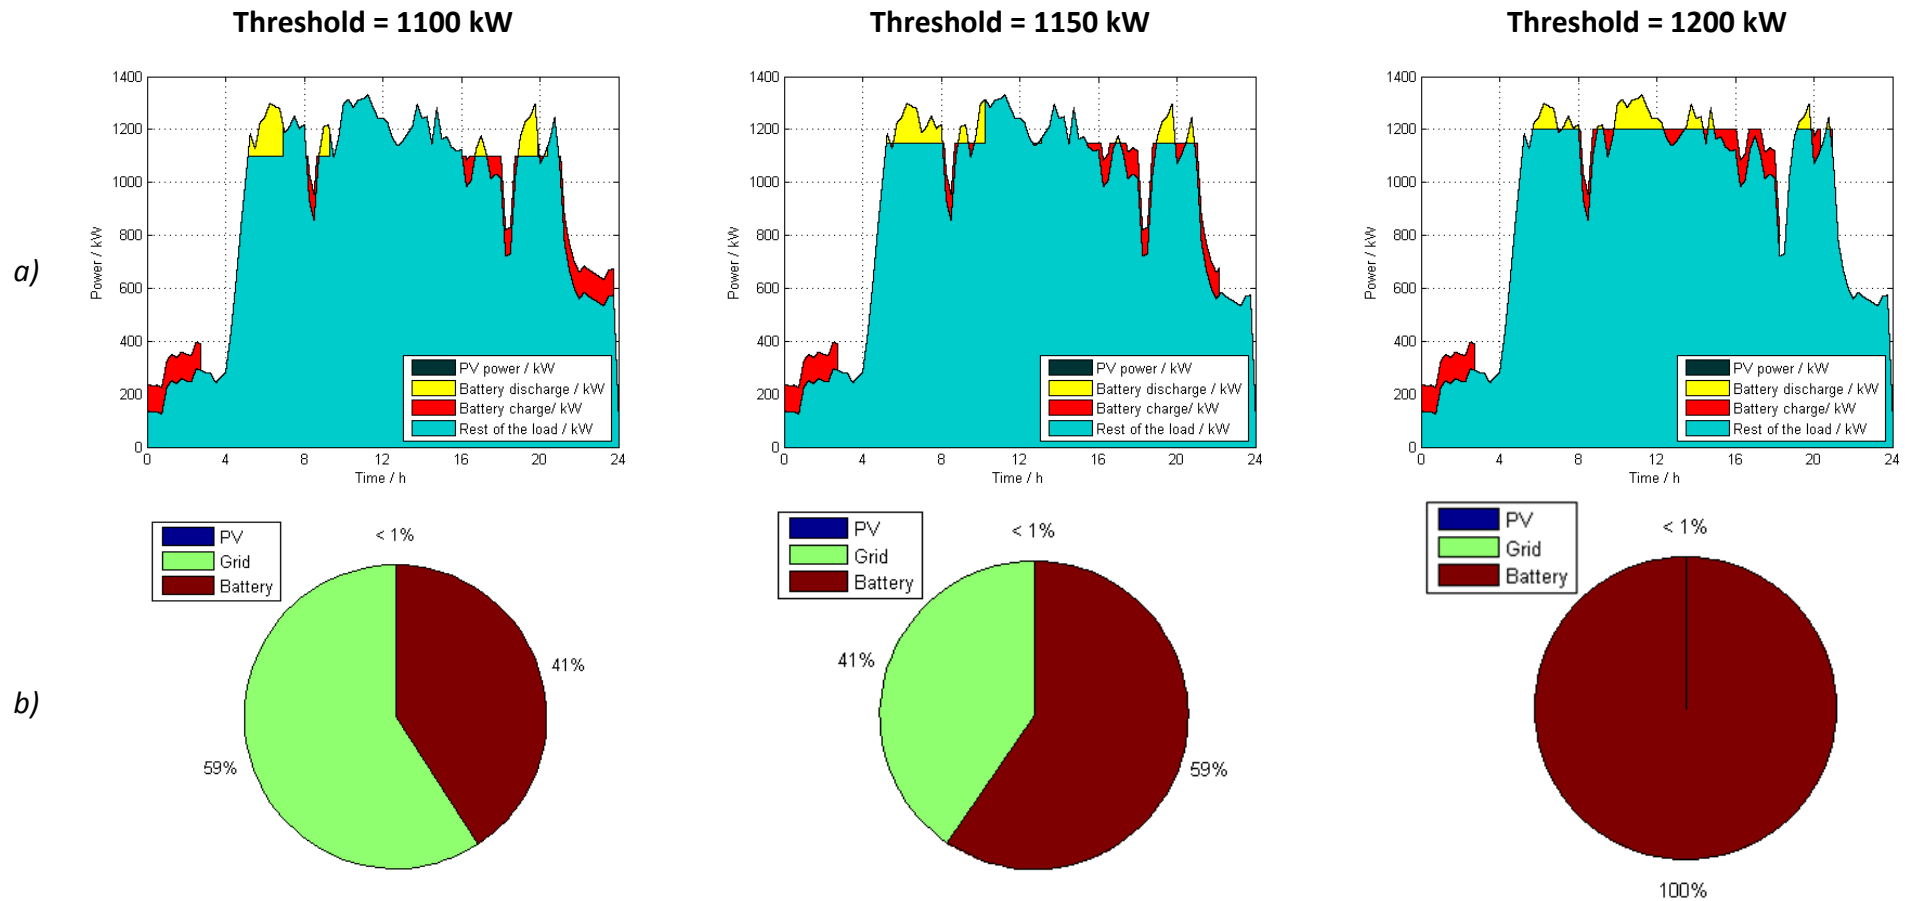 Threshold = 1100 kW
Threshold = 1150 kW
Threshold = 1200 kW
a)
1400
1200
1000
800
600
400
200
0
Power / kW
0 4 8 12 16 20 24
Time / h
PV power / kW
Battery discharge / kW
Battery charge/ kW
Rest of the load / kW
1400
1200
1000
800
600
400
200
0
Power / kW
0 4 8 12 16 20 24
Time / h
PV power / kW
Battery discharge / kW
Battery charge/ kW
Rest of the load / kW
1400
1200
1000
800
600
400
200
0
Power / kW
0 4 8 12 16 20 24
Time / h
PV power / kW
Battery discharge / kW
Battery charge/ kW
Rest of the load / kW
b)
PV
Grid
Battery
< 1%
41%
59%
PV
Grid
Battery
< 1%
41%
59%
PV
Grid
Battery
< 1%
100%